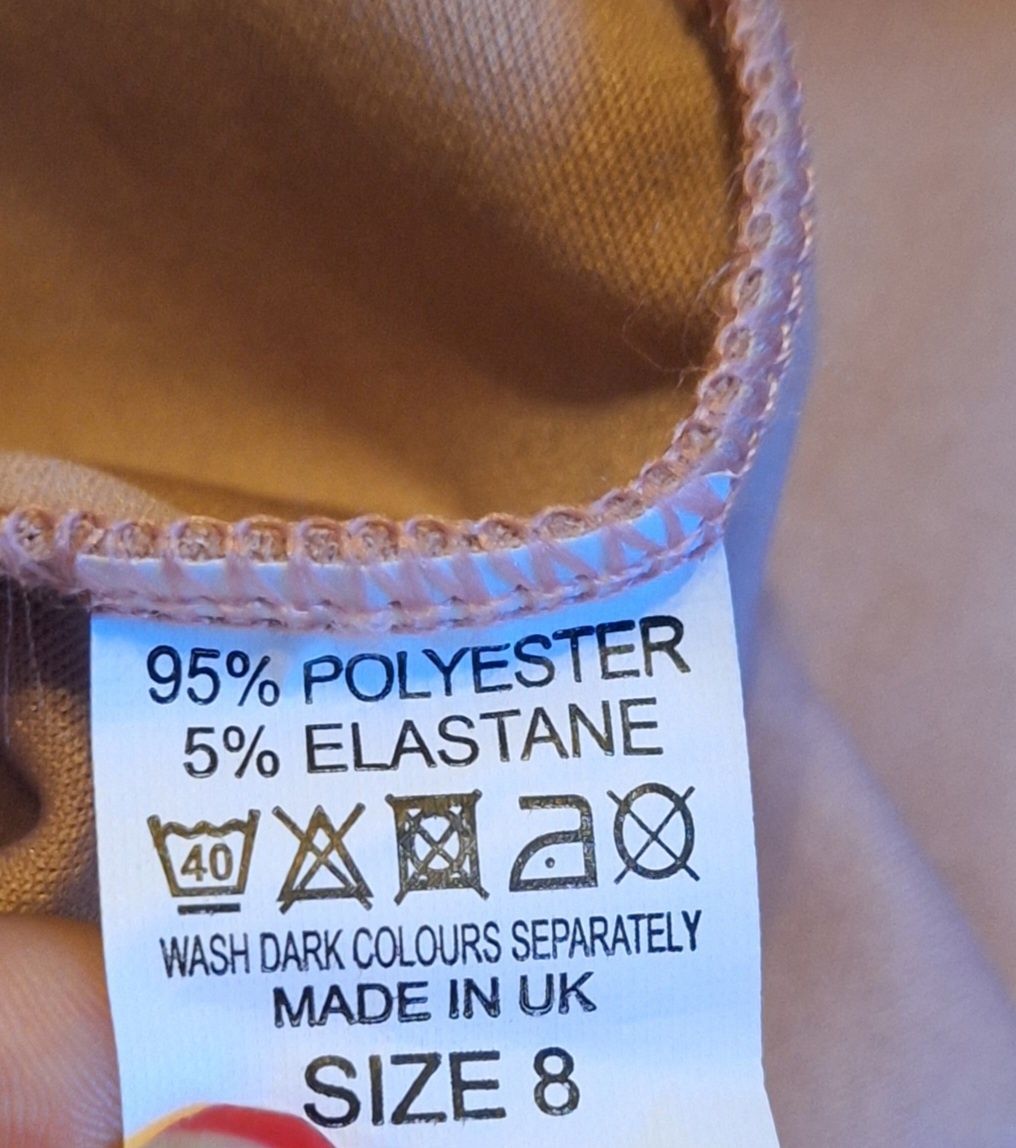 95% POLYESTER
5% ELASTANE
40
WASH DARK COLOURS SEPARATELY
MADE IN UK
SIZE 8